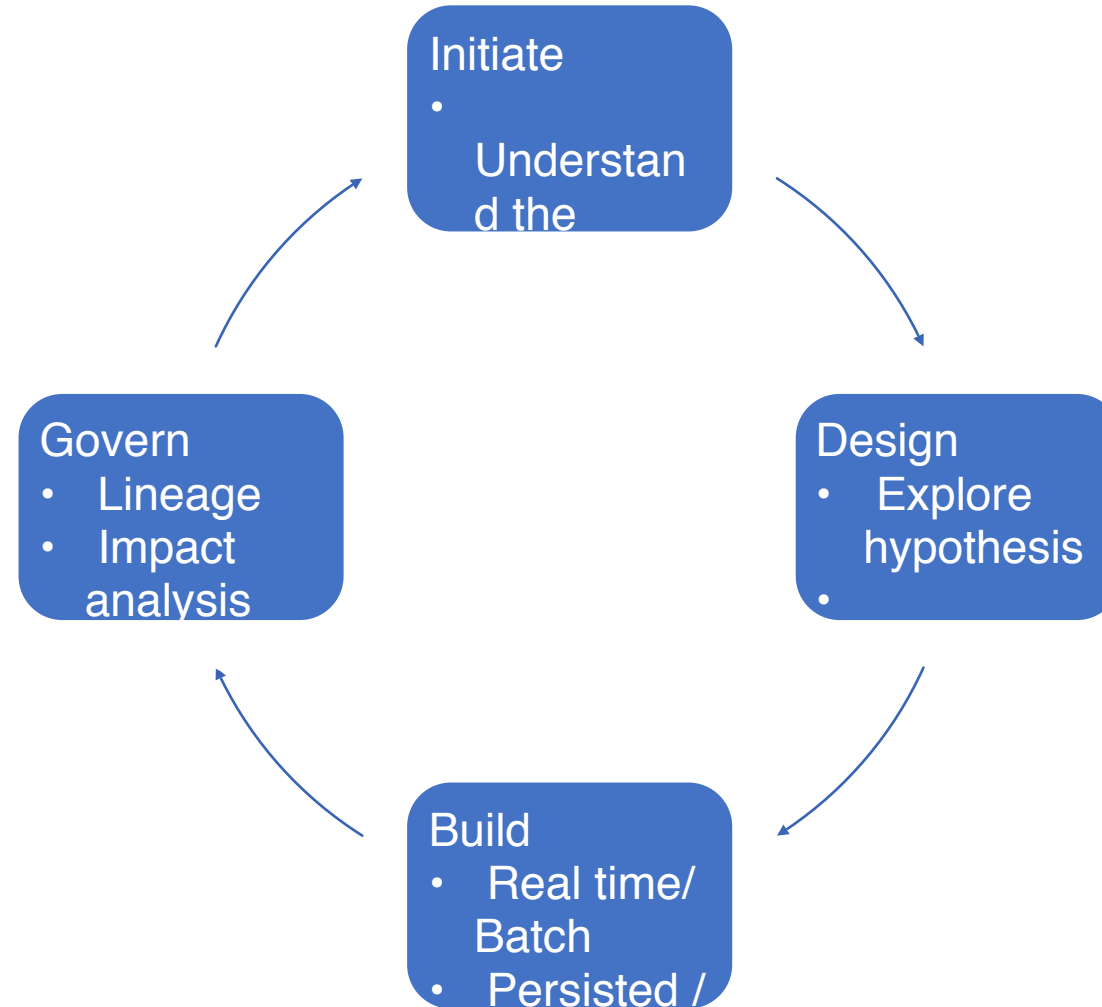 Initiate
•
Understan
d the
Govern
• Lineage
• Impact
analysis
Design
• Explore
hypothesis
•
Build
• Real time/
Batch
• Persisted /